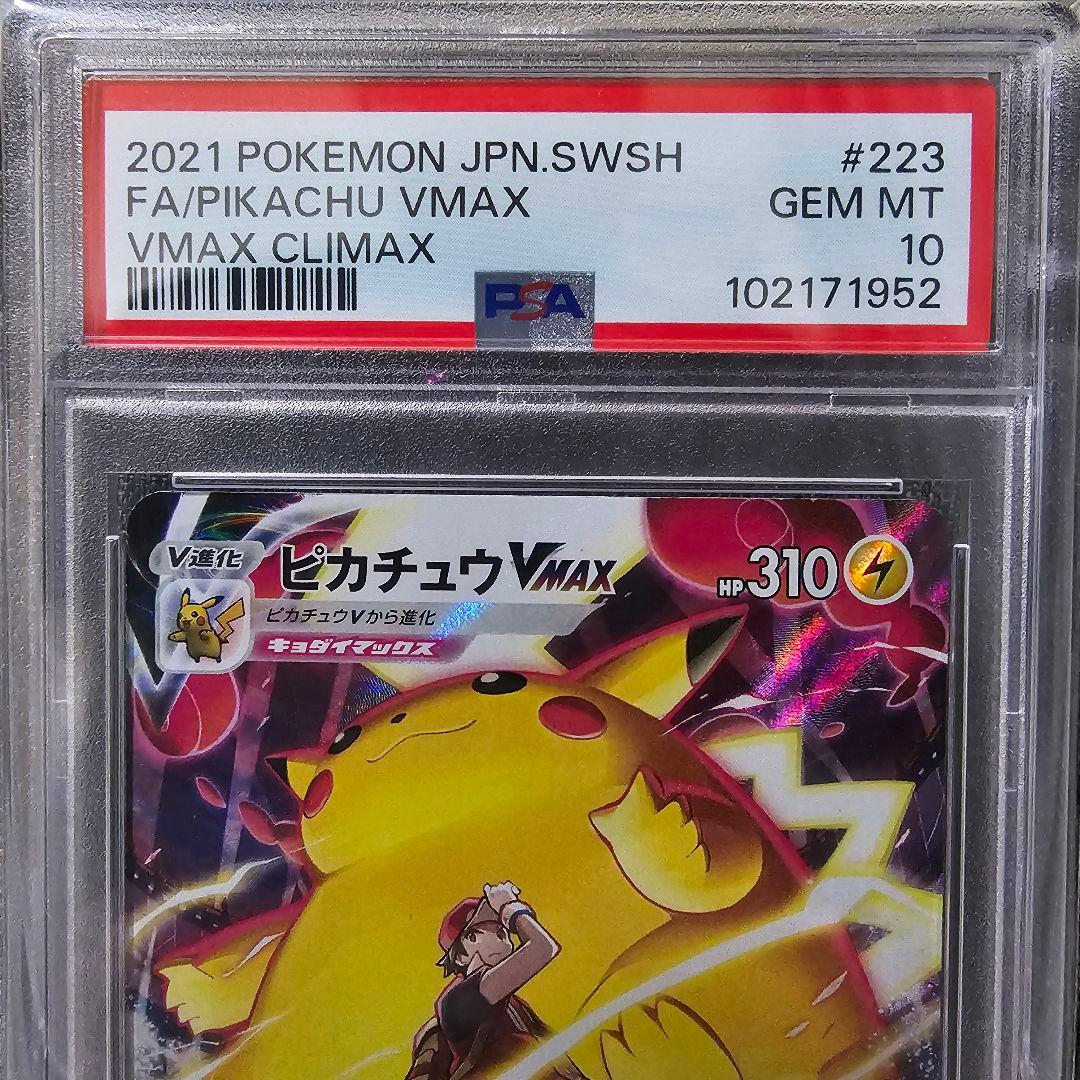 2021 POKEMON JPN.SWSH #223
FA/PIKACHU VMAX GEM MT
VMAX CLIMAX 10
PSA 102171952
V進化 ピカチュウVMAX HP 310
ピカチュウVから進化
キョダイマックス